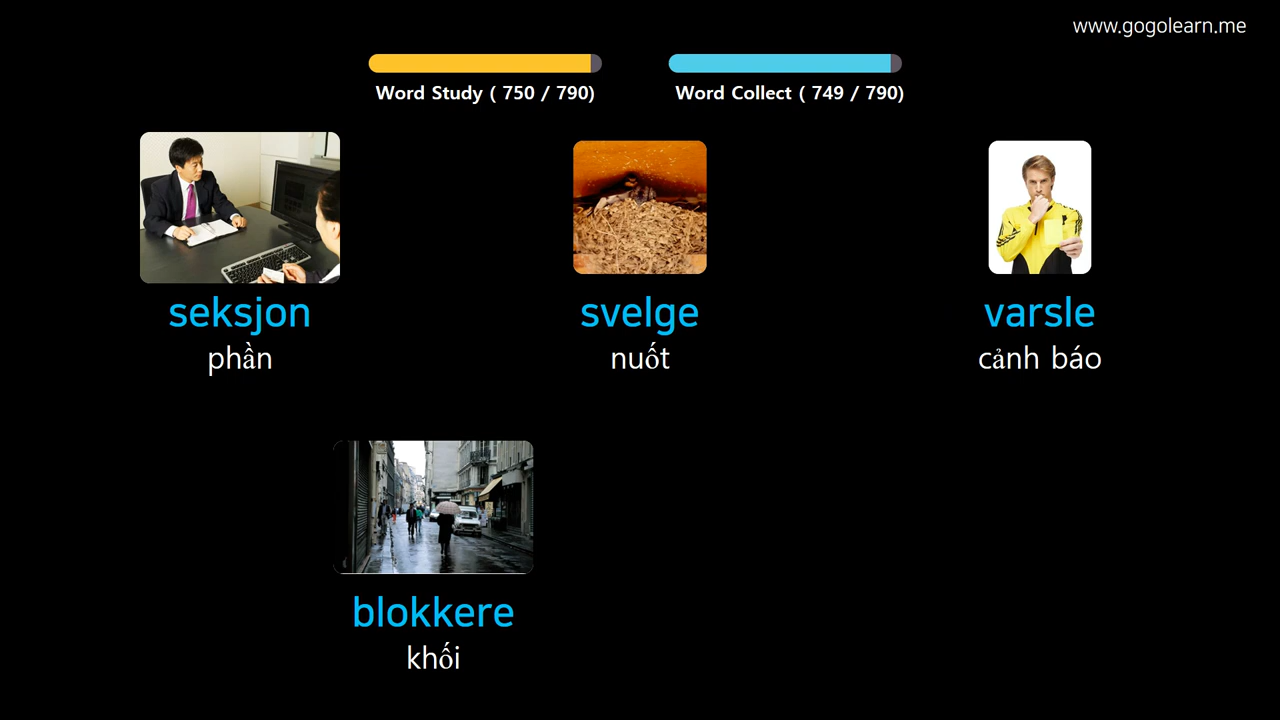 www.gogolearn.me
Word Study ( 750 / 790)
Word Collect ( 749 / 790)
seksjon
phần
svelge
nuốt
varsle
cảnh báo
blokkere
khối